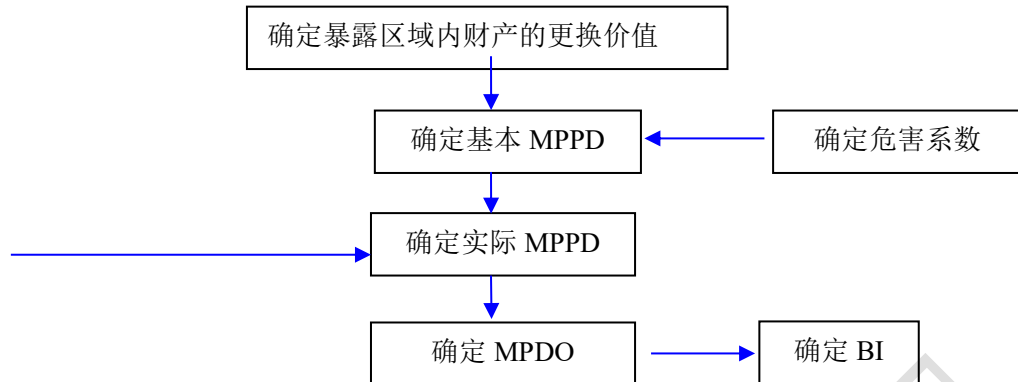 确定暴露区域内财产的更换价值
确定基本 MPPD
确定危害系数
确定实际 MPPD
确定 MPDO
确定 BI